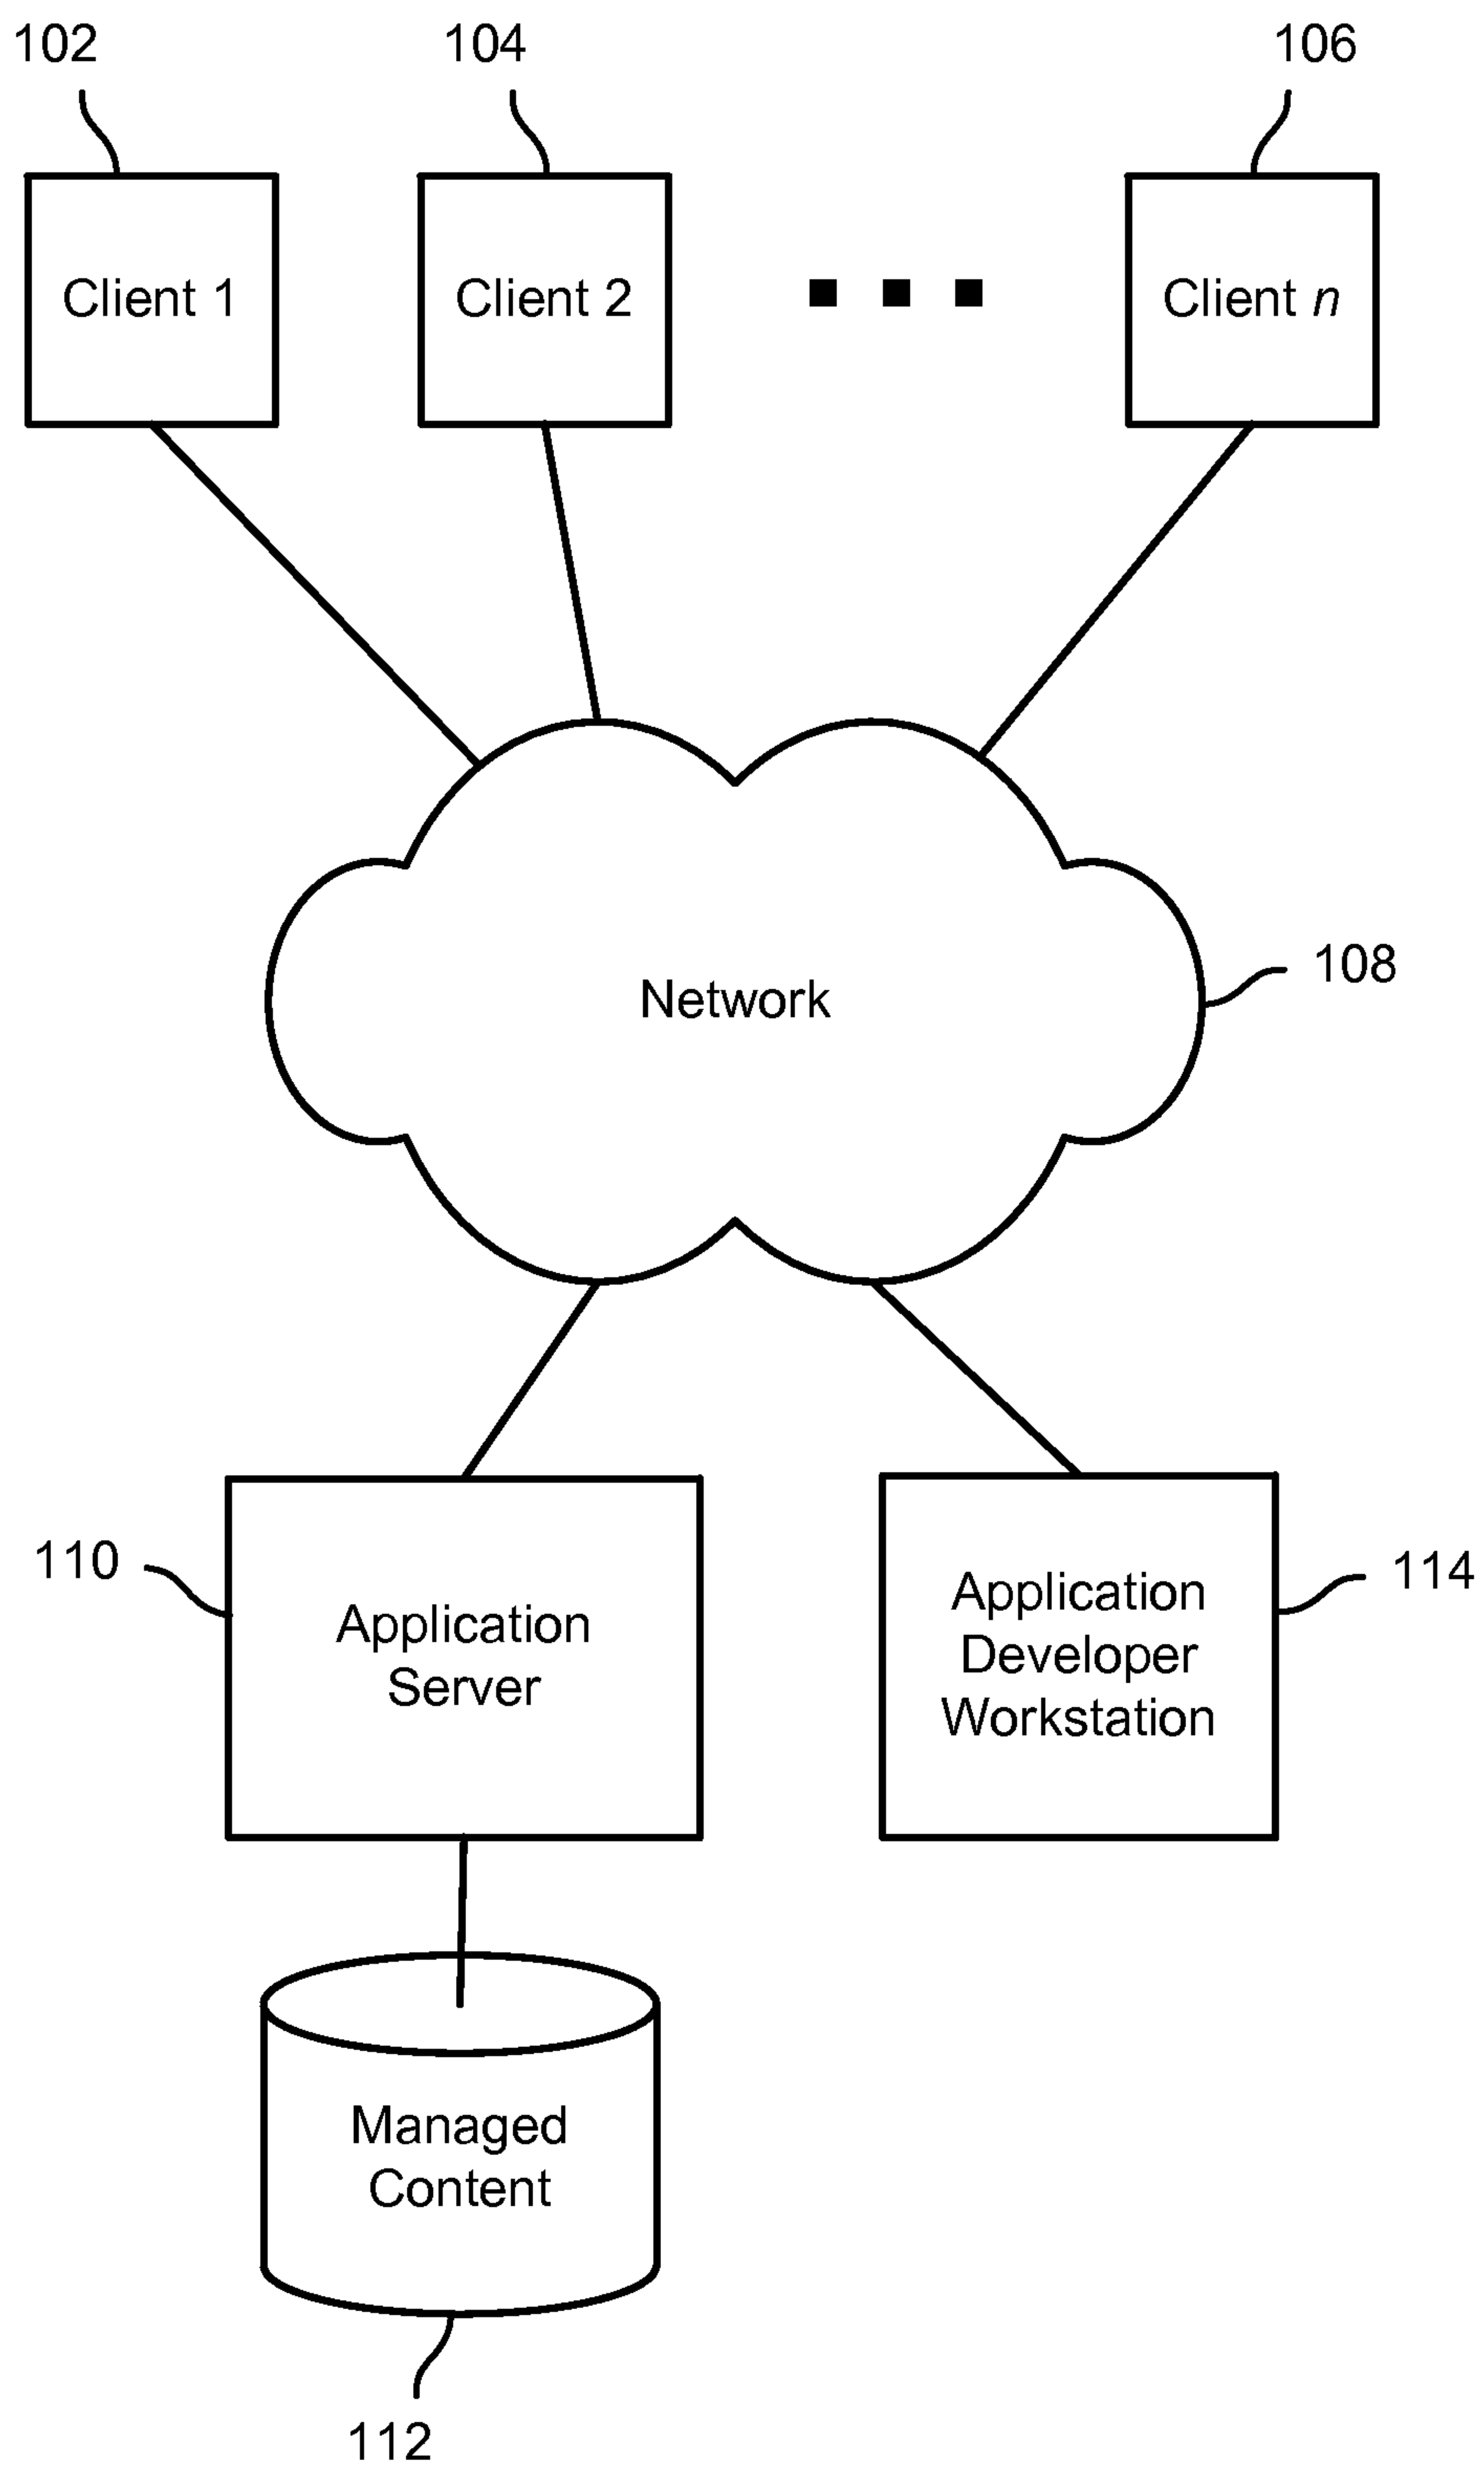 102
104
106
Client 1
Client 2
Client n
Network
108
110
Application
Server
Application
Developer
Workstation
114
Managed
Content
112